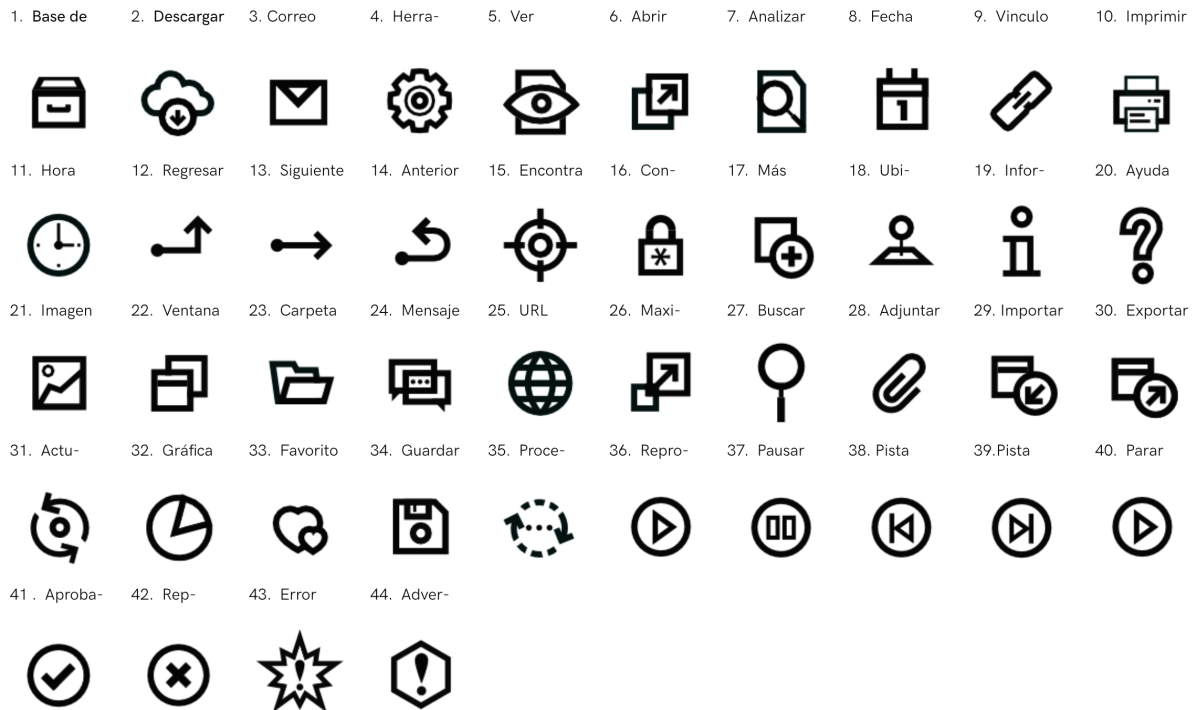 1. Base de 2. Descargar 3. Correo 4. Herra- 5. Ver 6. Abrir 7. Analizar 8. Fecha 9. Vinculo 10. Imprimir
1
11. Hora 12. Regresar 13. Siguiente 14. Anterior 15. Encontra 16. Con- 17. Más 18. Ubi- 19. Infor- 20. Ayuda
21. Imagen 22. Ventana 23. Carpeta 24. Mensaje 25. URL 26. Maxi- 27. Buscar 28. Adjuntar 29. Importar 30. Exportar
31. Actu- 32. Gráfica 33. Favorito 34. Guardar 35. Proce- 36. Repro- 37. Pausar 38. Pista 39.Pista 40. Parar
41 . Aproba- 42. Rep- 43. Error 44. Adver-